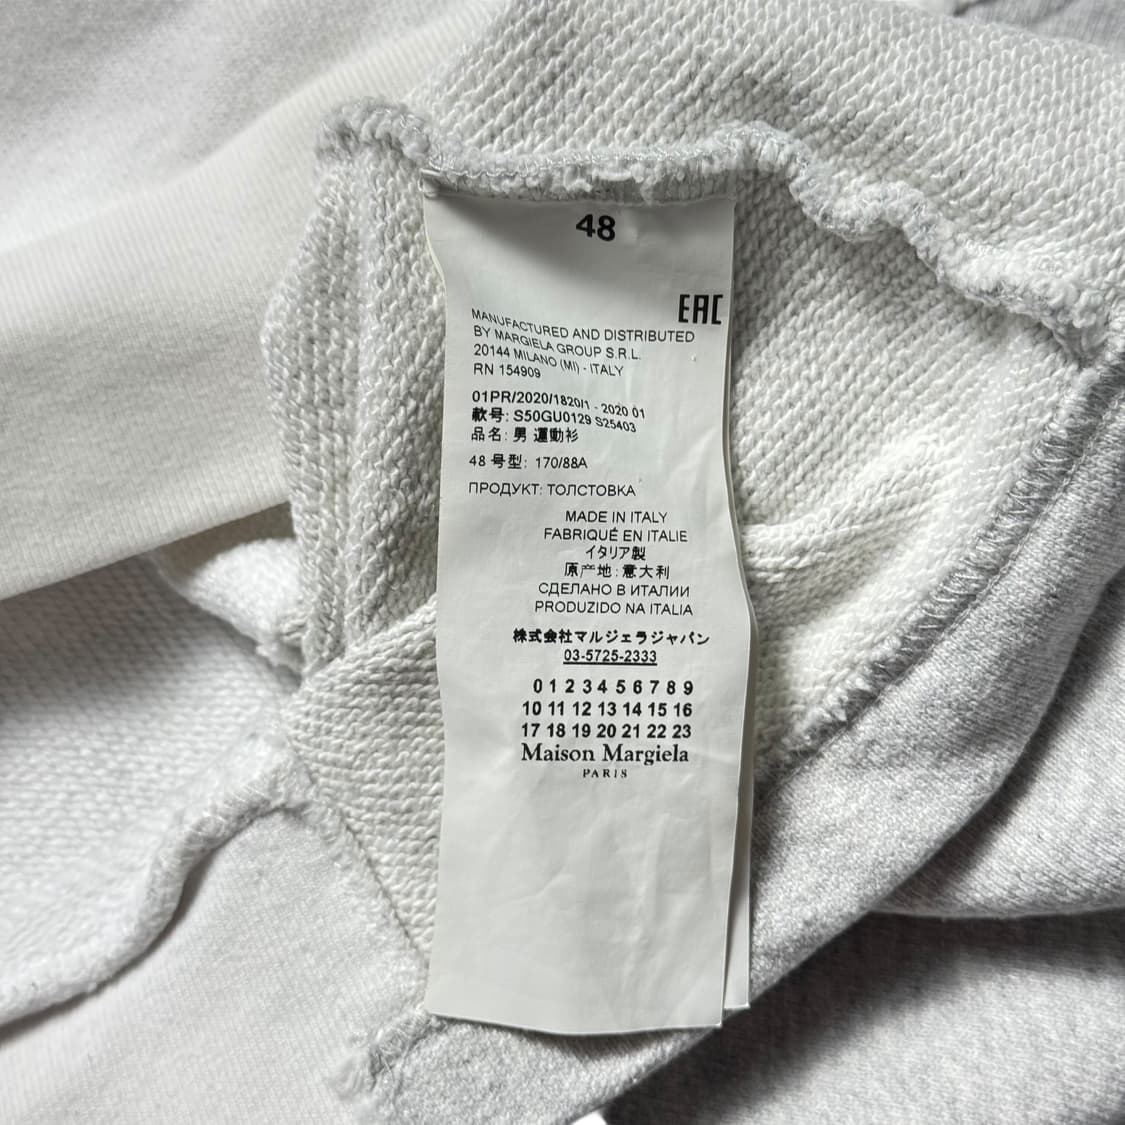 48
EAC
MANUFACTURED AND DISTRIBUTED
BY MARGIELA GROUP S.R.L.
20144 MILANO (MI) - ITALY
RN 154909
01PR/2020/1820/1 - 2020 01
款号: S50GU0129 S25403
品名: 男 運動衫
48 号型: 170/88A
ПРОДУКТ: ТОЛСТОВКА
MADE IN ITALY
FABRIQUÉ EN ITALIE
イタリア製
原产地: 意大利
СДЕЛАНО В ИТАЛИИ
PRODUZIDO NA ITALIA
株式会社マルジェラジャパン
03-5725-2333
0 1 2 3 4 5 6 7 8 9
10 11 12 13 14 15 16
17 18 19 20 21 22 23
Maison Margiela
PARIS